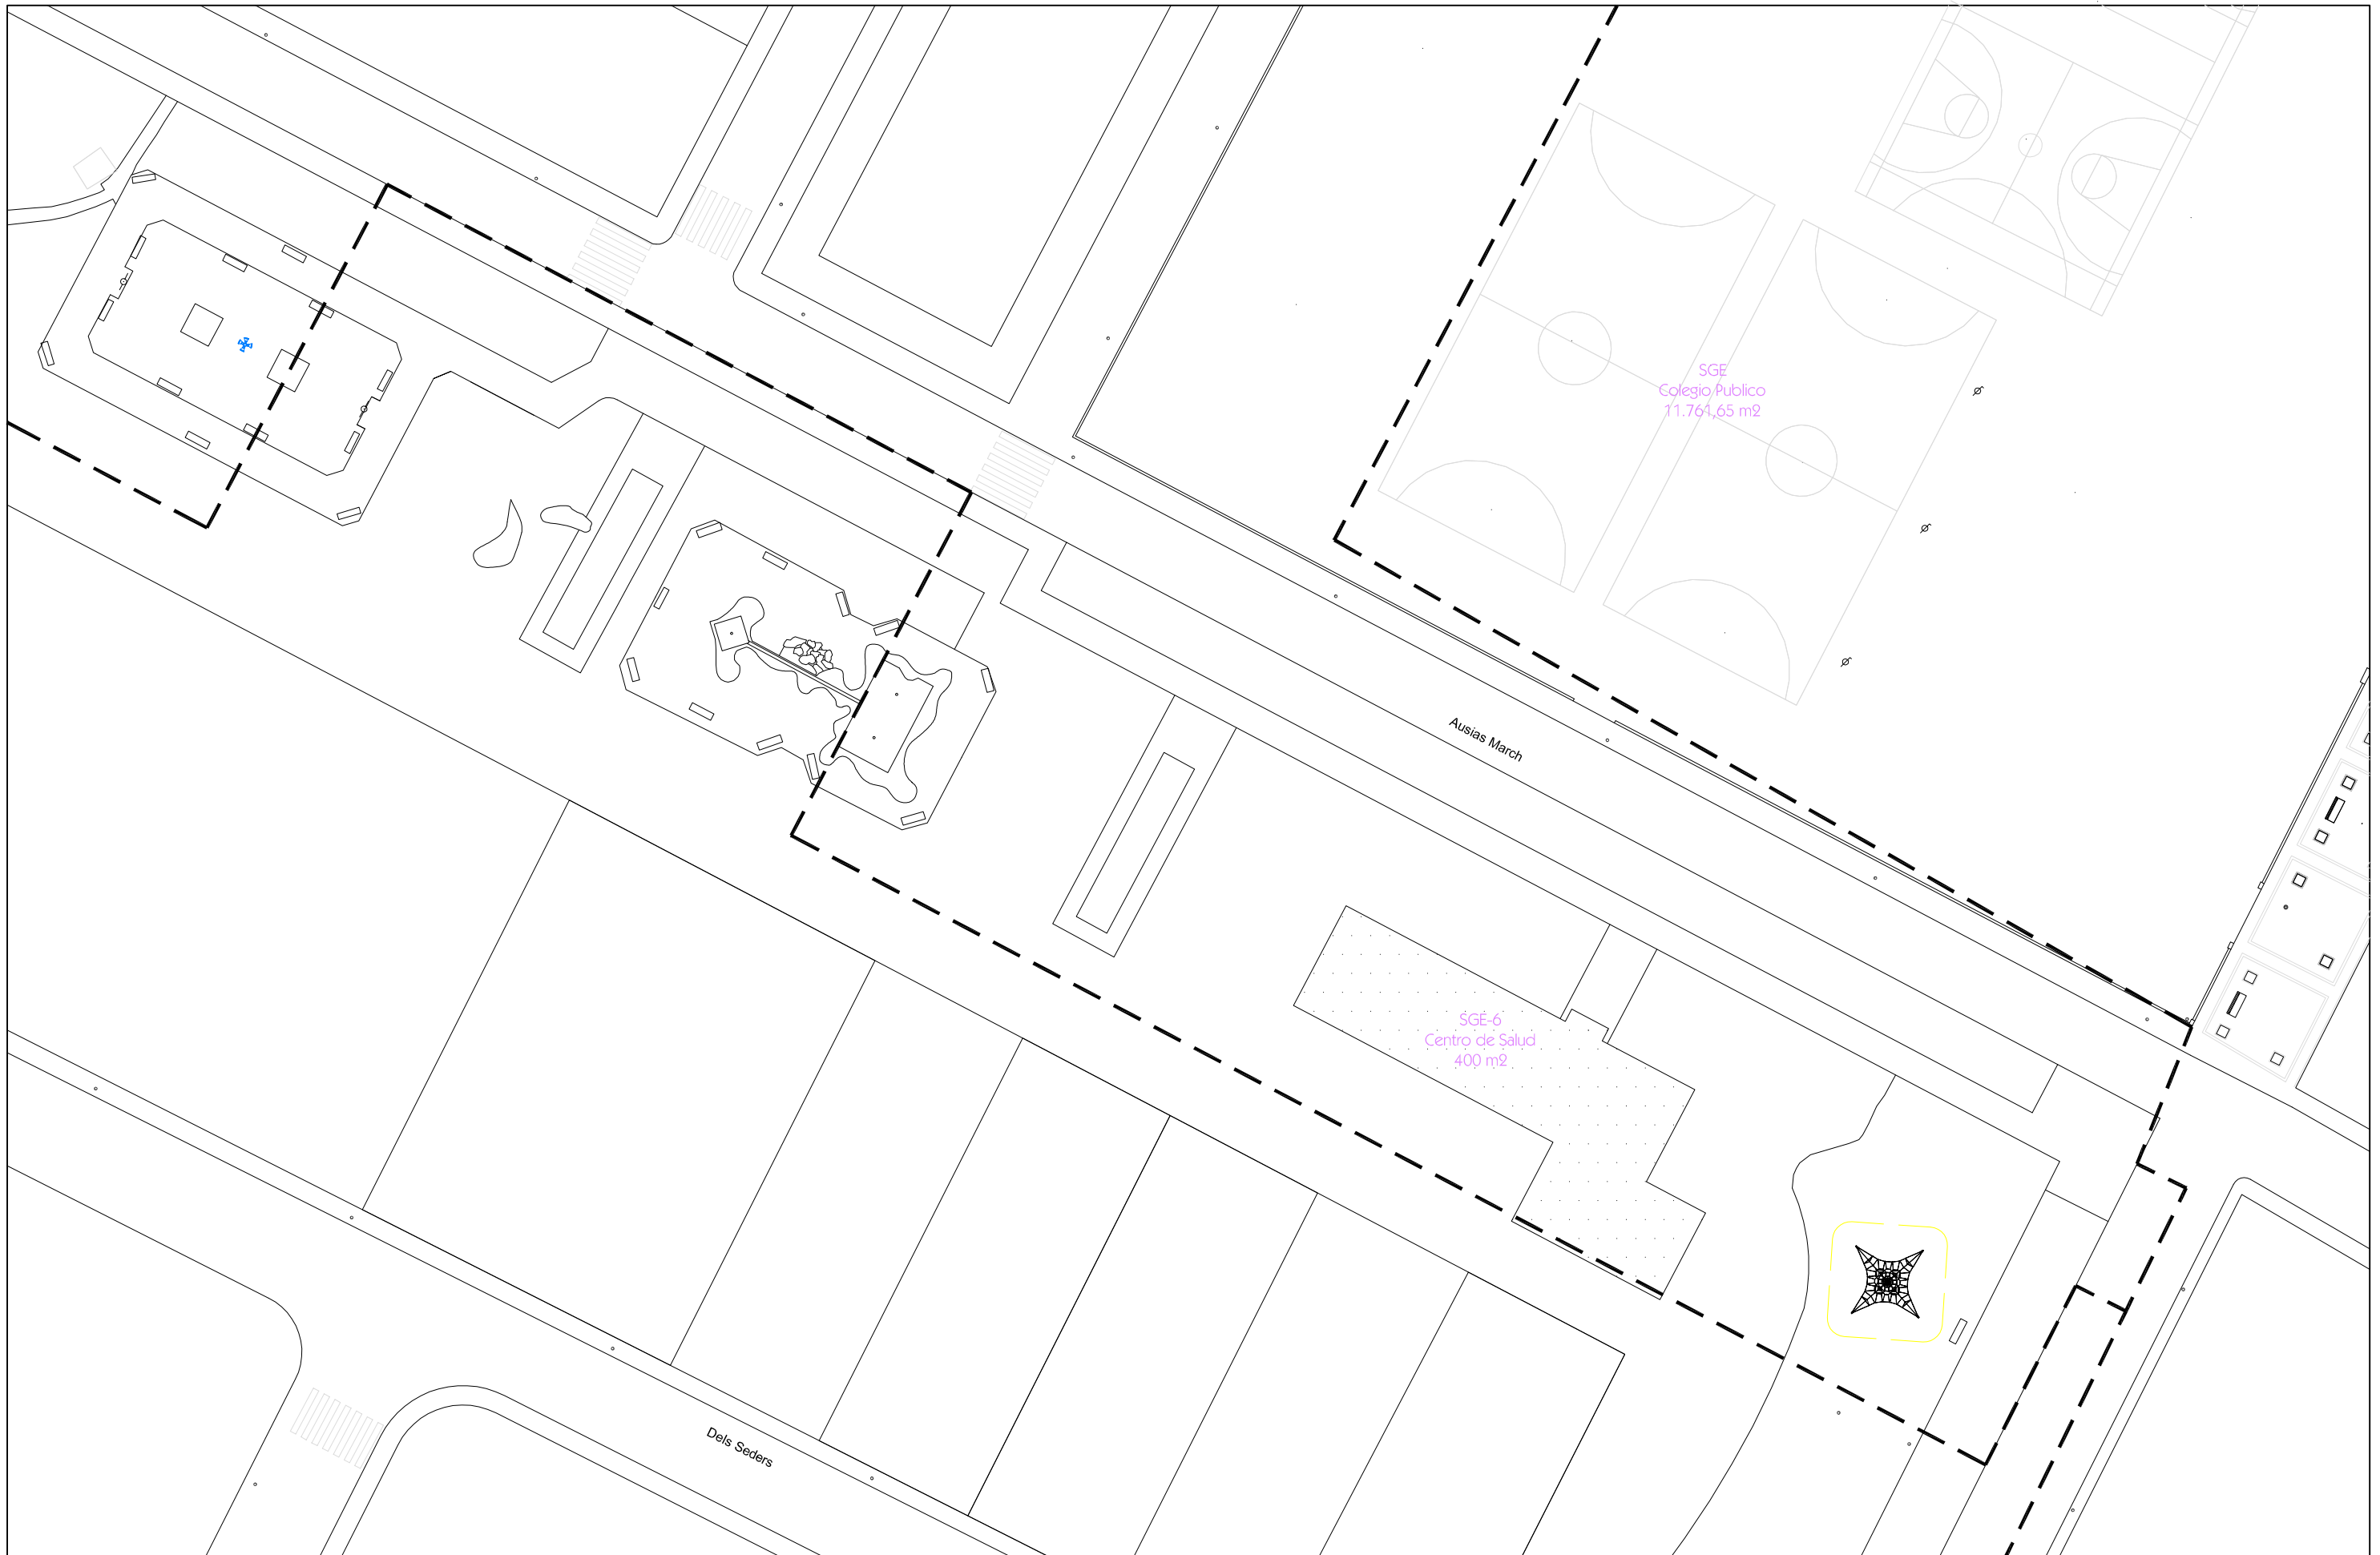 SGE
Colegio Publico
11.761,65 m2
Ausias March
SGE-6
Centro de Salud
400 m2
Dels Seders